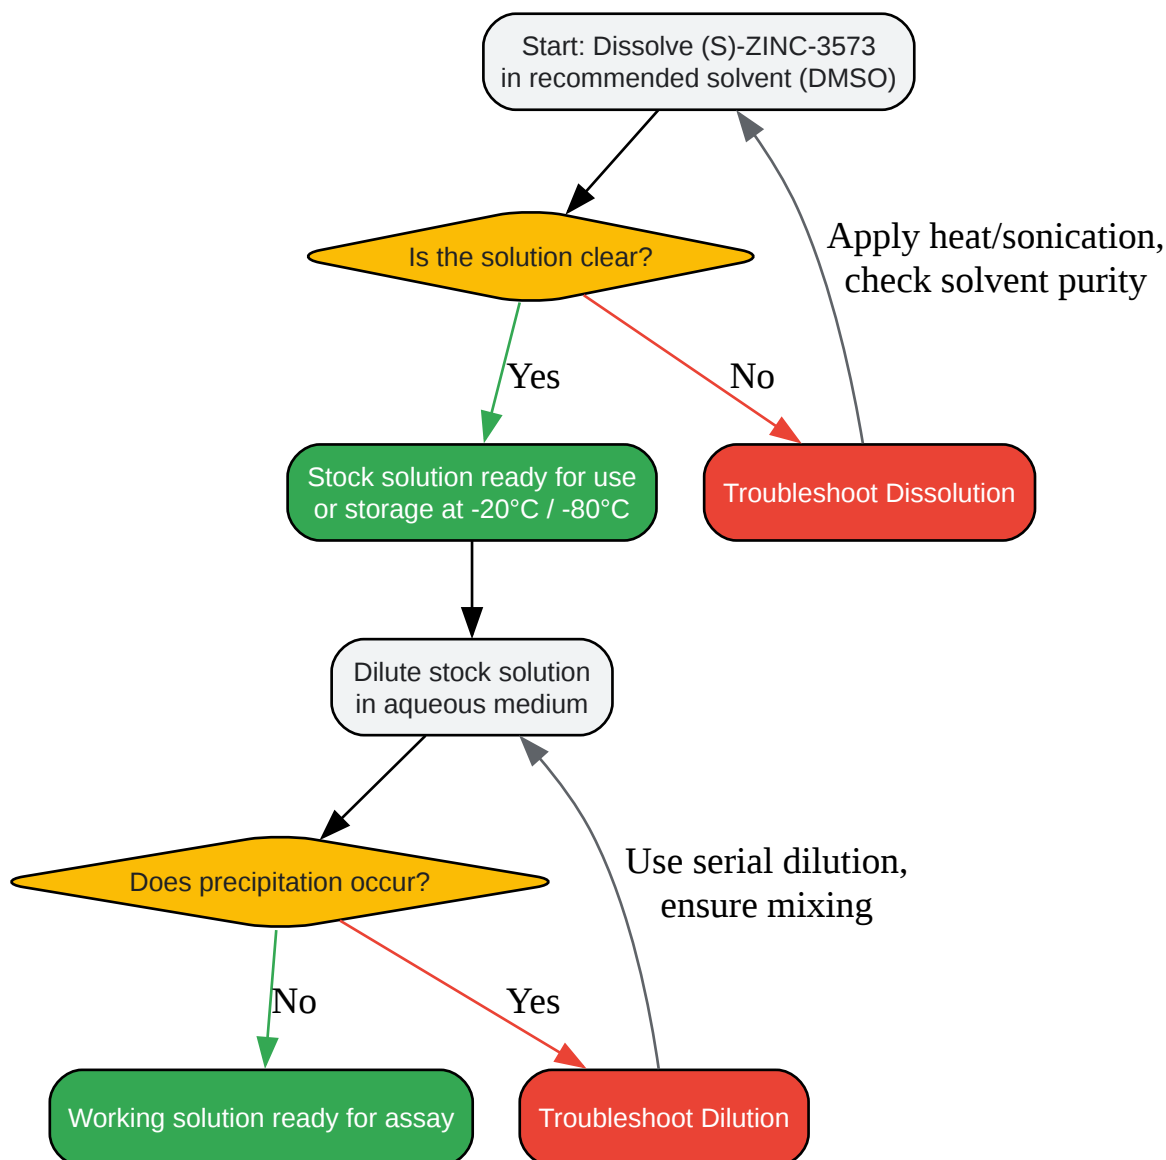 Start: Dissolve (S)-ZINC-3573
in recommended solvent (DMSO)
Is the solution clear?
Apply heat/sonication,
check solvent purity
Yes
No
Stock solution ready for use
or storage at -20°C / -80°C
Troubleshoot Dissolution
Dilute stock solution
in aqueous medium
Does precipitation occur?
Use serial dilution,
ensure mixing
No
Yes
Working solution ready for assay
Troubleshoot Dilution